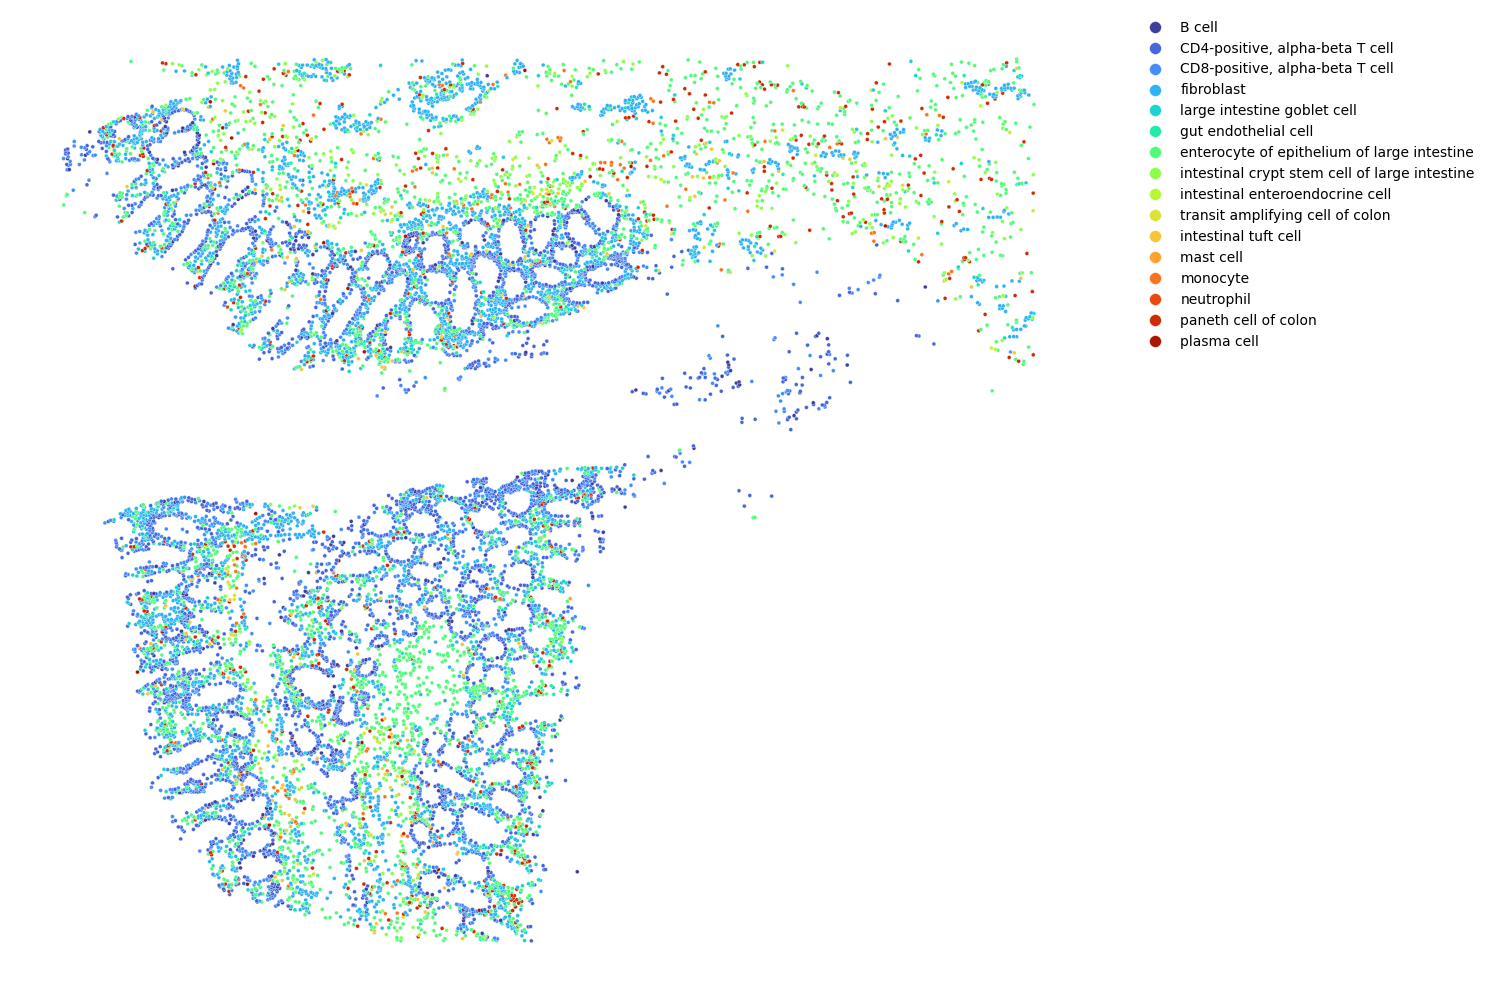 B cell
CD4-positive, alpha-beta T cell
CD8-positive, alpha-beta T cell
fibroblast
large intestine goblet cell
gut endothelial cell
enterocyte of epithelium of large intestine
intestinal crypt stem cell of large intestine
intestinal enteroendocrine cell
transit amplifying cell of colon
intestinal tuft cell
mast cell
monocyte
neutrophil
paneth cell of colon
plasma cell